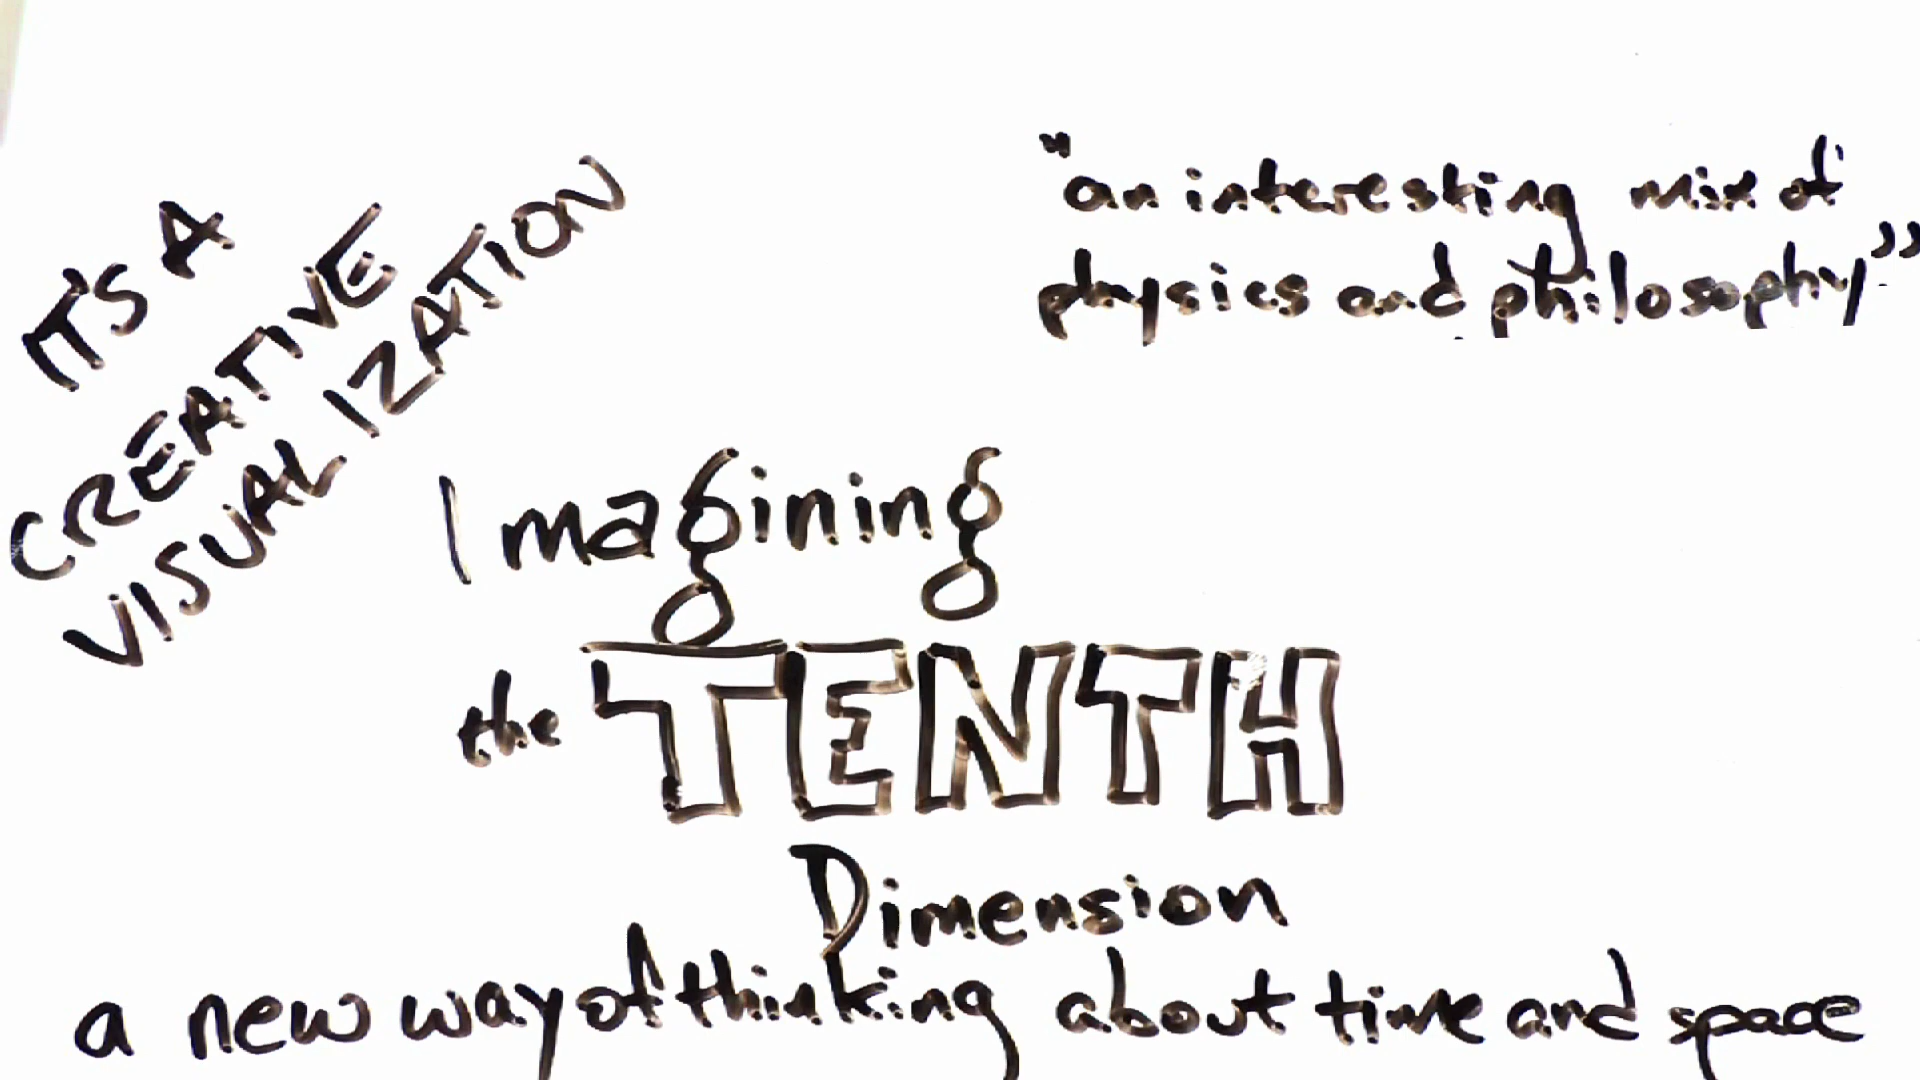 IT'S A
CREATIVE
VISUALIZATION
"an interesting mix of
physics and philosophy"
Imagining
the TENTH
Dimension
a new way of thinking about time and space